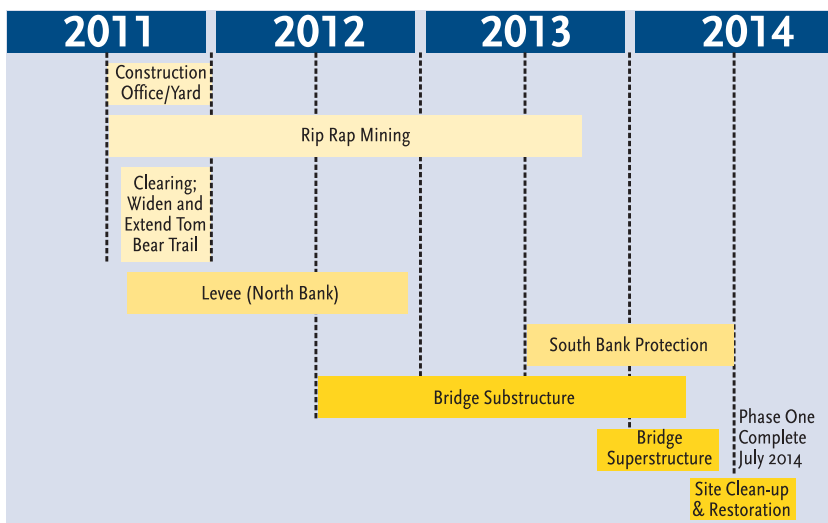 2011 2012 2013 2014
Construction
Office/Yard
Rip Rap Mining
Clearing;
Widen and
Extend Tom
Bear Trail
Levee (North Bank)
South Bank Protection
Bridge Substructure
Phase One
Complete
July 2014
Bridge
Superstructure
Site Clean-up
& Restoration